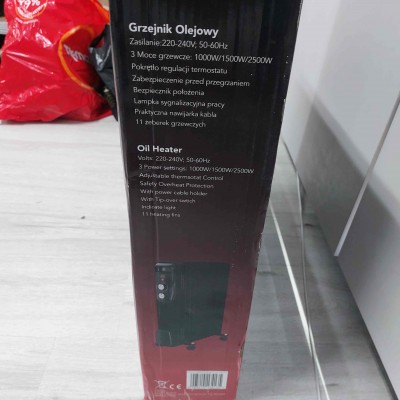 Grzejnik Olejowy
Zasilanie:220-240V; 50-60Hz
3 Moce grzewcze: 1000W/1500W/2500W
Pokrętło regulacji termostatu
Zabezpieczenie przed przegrzaniem
Bezpiecznik położenia
Lampka sygnalizacyjna pracy
Praktyczna nawijarka kabla
11 żeberek grzewczych
Oil Heater
Volts: 220-240V; 50-60Hz
3 Power settings: 1000W/1500W/2500W
Adjustable thermostat Control
Safety Overheat Protection
With power cable holder
With Tip-over switch
Indicate light
11 heating fins
CE